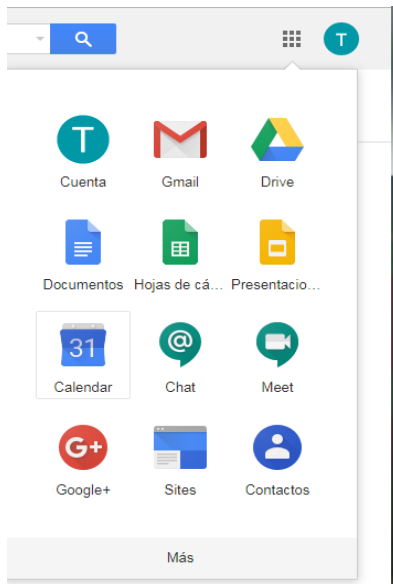 T
T
Cuenta Gmail Drive
Documentos Hojas de cá... Presentacio...
31 @
Calendar Chat Meet
G+
Google+ Sites Contactos
Más